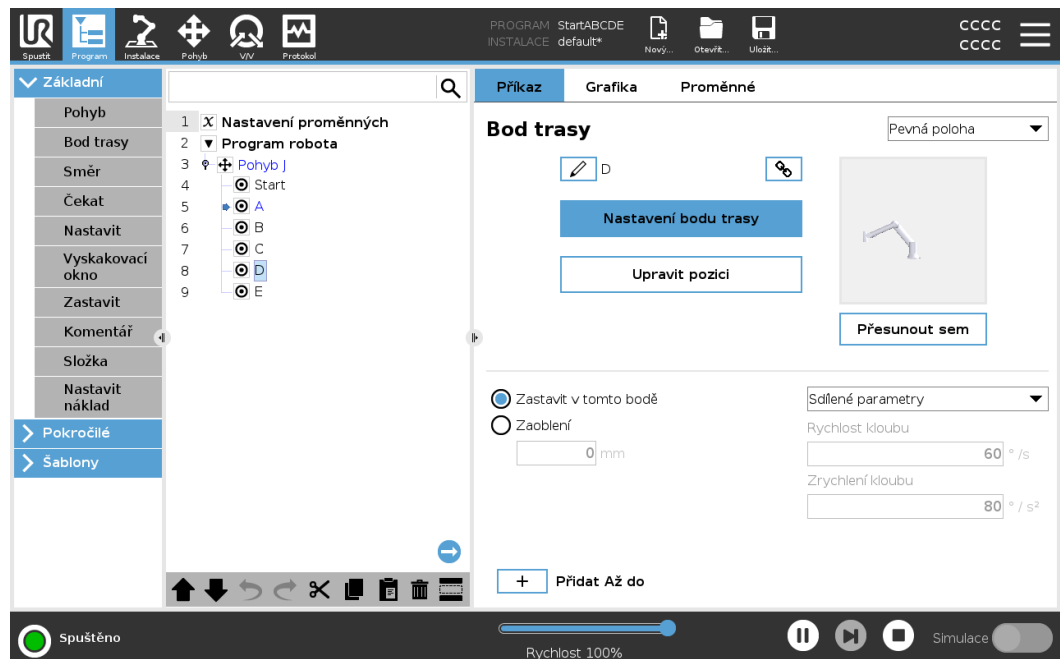 PROGRAM StartABCDE
INSTALACE default*
CCCC
CCCC
Spustit Program Instalace Pohyb V/V Protokol Nový... Otevřít... Uložit...
Základní
Pohyb
Bod trasy
Směr
Čekat
Nastavit
Vyskakovací
okno
Zastavit
Komentář
Složka
Nastavit
náklad
Pokročilé
Šablony
1 X Nastavení proměnných
2 Program robota
3 Pohyb J
4 Start
5 A
6 B
7 C
8 D
9 E
Příkaz Grafika Proměnné
Bod trasy
Pevná poloha
D
Nastavení bodu trasy
Upravit pozici
Přesunout sem
Zastavit v tomto bodě
Zaoblení
0 mm
Sdílené parametry
Rychlost kloubu
60 ° /s
Zrychlení kloubu
80 ° / s²
+ Přidat Až do
Spuštěno
Rychlost 100%
Simulace